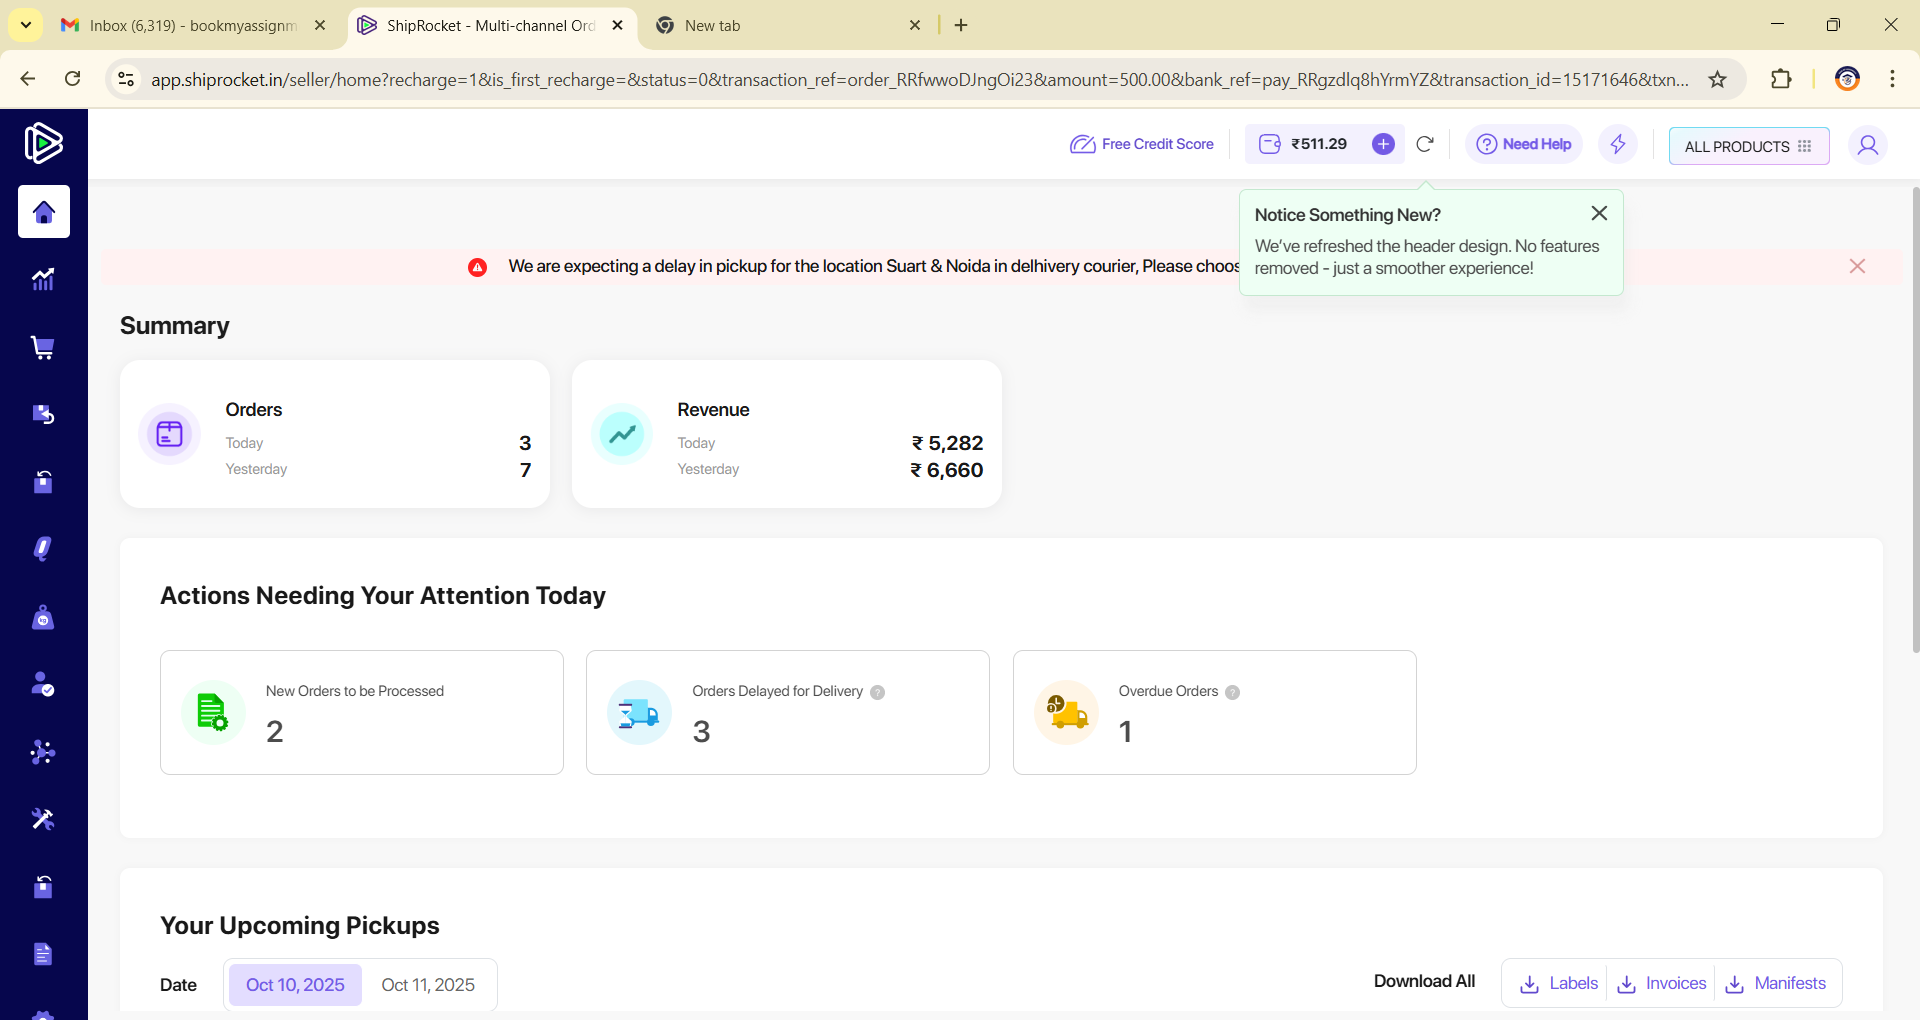 Inbox (6,319) - bookmyassignm
ShipRocket - Multi-channel Ord
New tab
app.shiprocket.in/seller/home?recharge=1&is_first_recharge=&status=0&transaction_ref=order_RRfwwoDJngOi23&amount=500.00&bank_ref=pay_RRgzdlq8hYrmYZ&transaction_id=15171646&txn...
Free Credit Score
₹511.29
Need Help
ALL PRODUCTS
Notice Something New?
We've refreshed the header design. No features
removed - just a smoother experience!
We are expecting a delay in pickup for the location Suart & Noida in delhivery courier, Please choos
Summary
Orders
Today 3
Yesterday 7
Revenue
Today ₹ 5,282
Yesterday ₹ 6,660
Actions Needing Your Attention Today
New Orders to be Processed
2
Orders Delayed for Delivery ?
3
Overdue Orders ?
1
Your Upcoming Pickups
Date Oct 10, 2025 Oct 11, 2025
Download All Labels Invoices Manifests